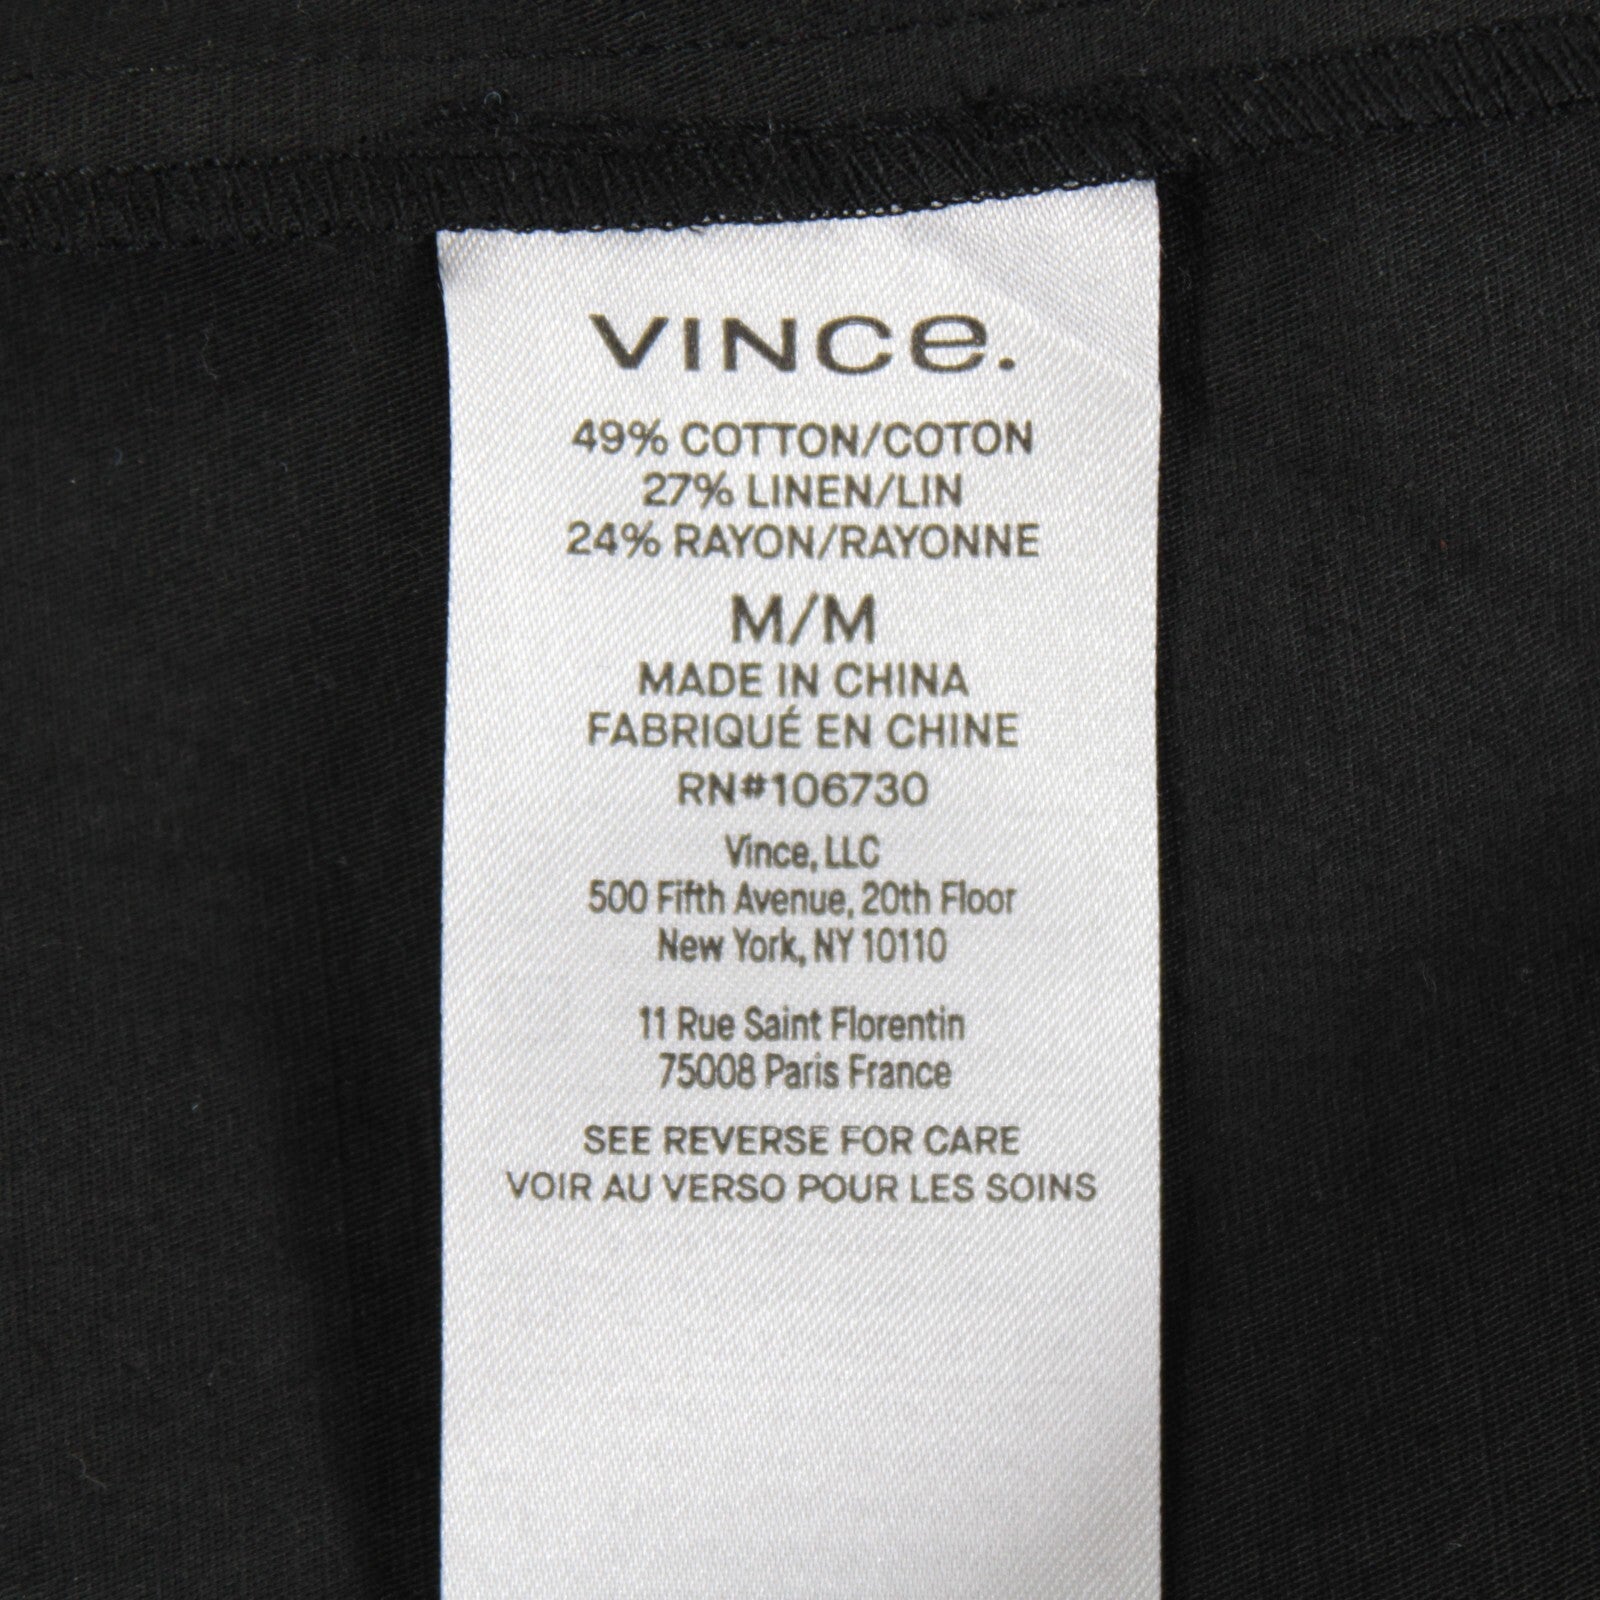 VINCe.
49% COTTON/COTON
27% LINEN/LIN
24% RAYON/RAYONNE
M/M
MADE IN CHINA
FABRIQUÉ EN CHINE
RN#106730
Vince, LLC
500 Fifth Avenue, 20th Floor
New York, NY 10110
11 Rue Saint Florentin
75008 Paris France
SEE REVERSE FOR CARE
VOIR AU VERSO POUR LES SOINS